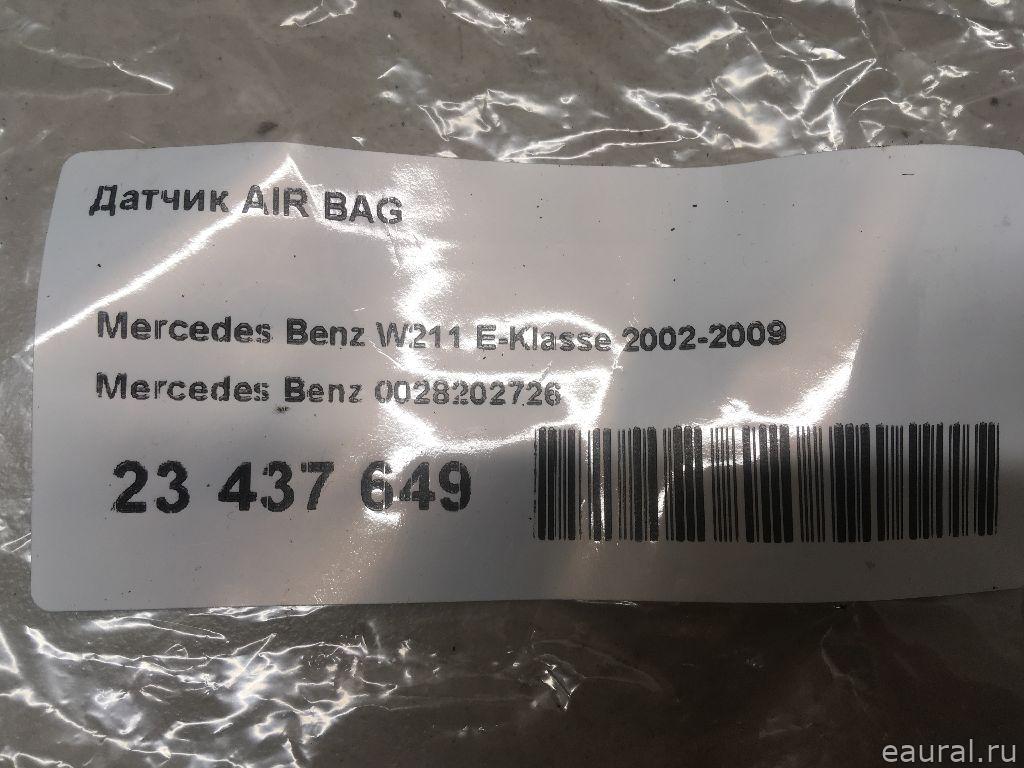 Датчик AIR BAG
Mercedes Benz W211 E-Klasse 2002-2009
Mercedes Benz 0028202726
23 437 649
eaural.ru